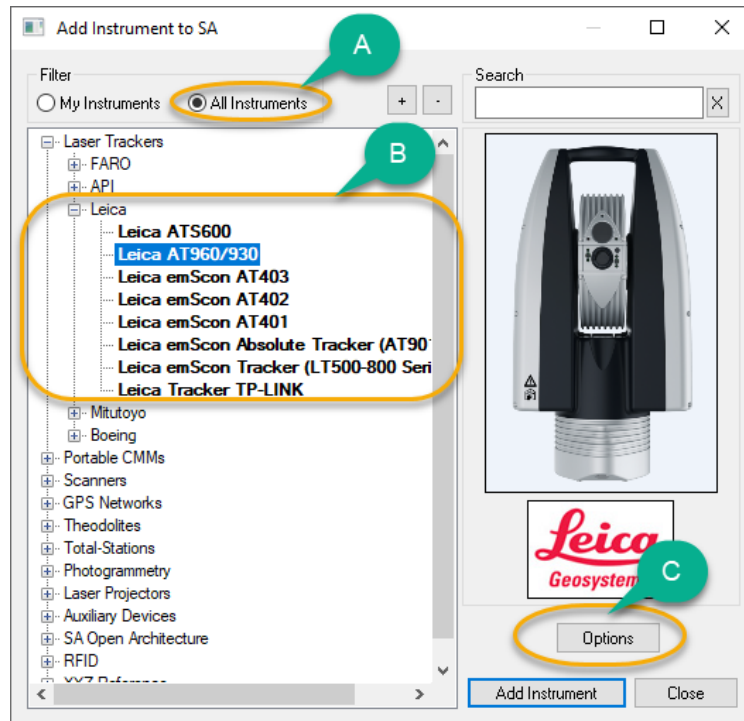 Add Instrument to SA
A
Filter
My Instruments
All Instruments
+
-
Search
X
Laser Trackers
FARO
API
B
Leica
Leica ATS600
Leica AT960/930
Leica emScon AT403
Leica emScon AT402
Leica emScon AT401
Leica emScon Absolute Tracker (AT90
Leica emScon Tracker (LT500-800 Seri
Leica Tracker TP-LINK
Mitutoyo
Boeing
Portable CMMs
Scanners
GPS Networks
Theodolites
Total-Stations
Photogrammetry
Laser Projectors
Auxiliary Devices
SA Open Architecture
RFID
Leica
Geosystem
C
Options
Add Instrument
Close